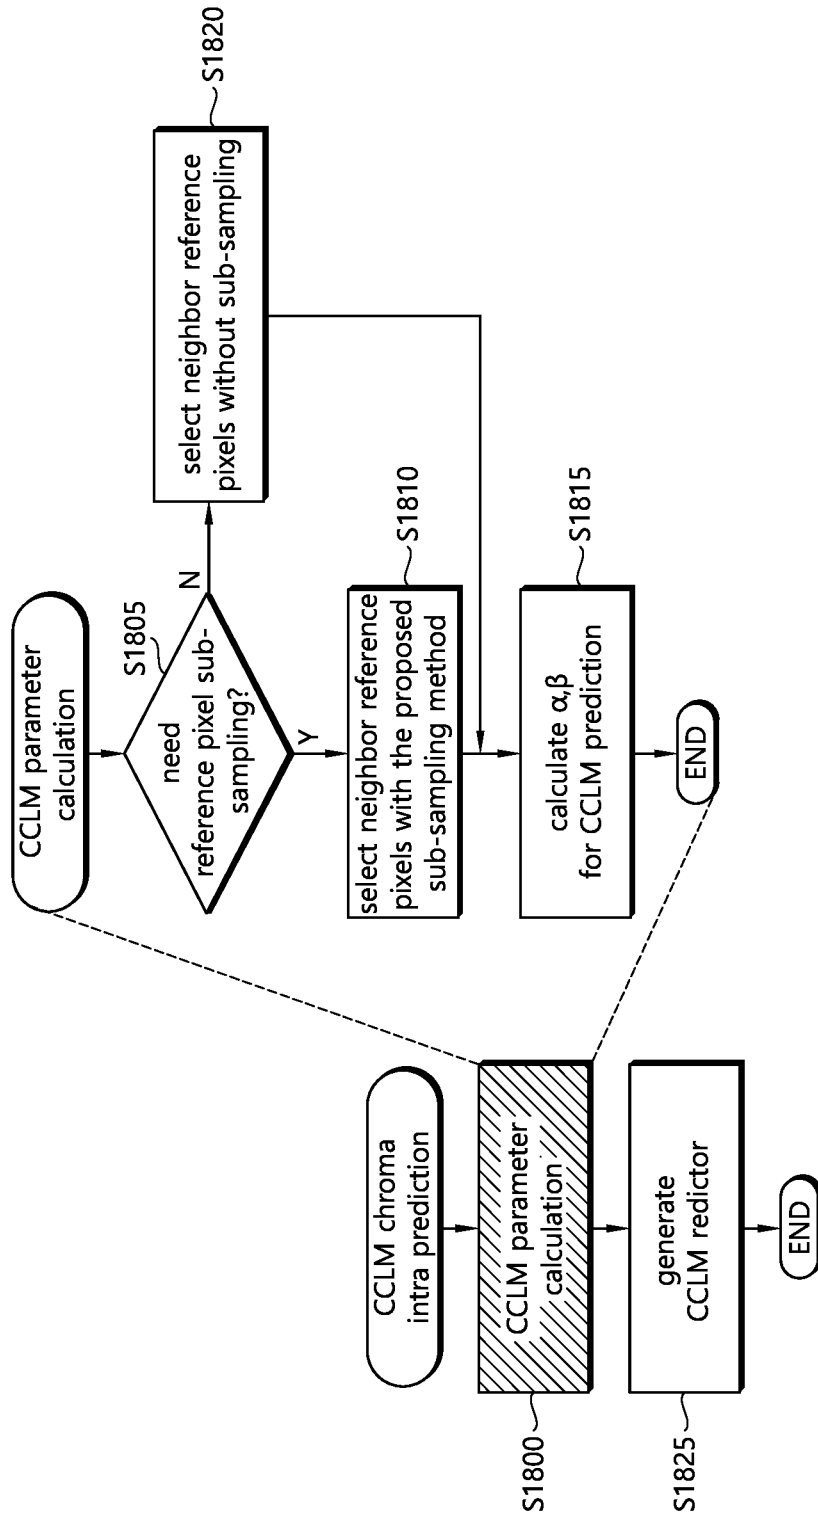 CCLM chroma
intra prediction
S1800
CCLM parameter
calculation
S1825
generate
CCLM redictor
END
CCLM parameter
calculation
S1805
need
reference pixel sub-
sampling?
N
Y
S1820
select neighbor reference
pixels without sub-sampling
S1810
select neighbor reference
pixels with the proposed
sub-sampling method
S1815
calculate α,β
for CCLM prediction
END